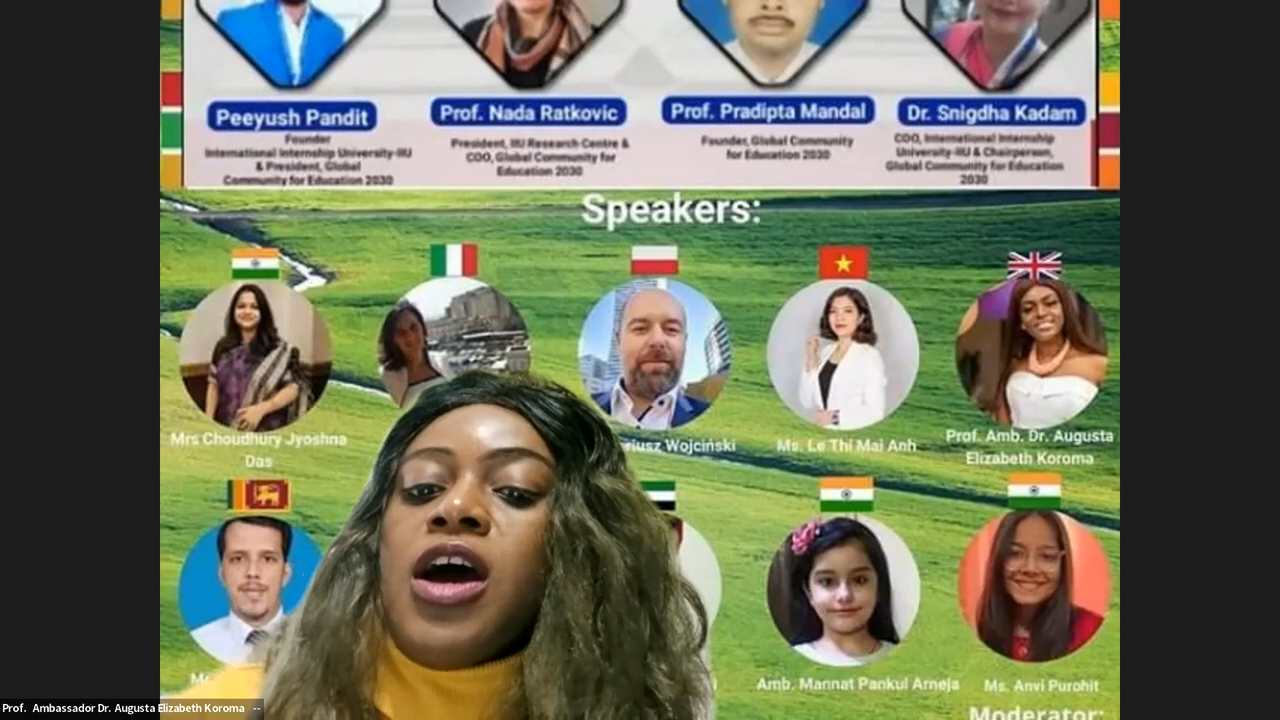 Peeyush Pandit
Founder
International Internship University-IIU
& President, Global
Community for Education 2030
Prof. Nada Ratkovic
President, IIU Research Centre &
COO, Global Community for
Education 2030
Prof. Pradipta Mandal
Founder, Global Community
for Education 2030
Dr. Snigdha Kadam
COO, International Internship
University-IIU & Chairperson,
Global Community for Education
2030
Speakers:
Mrs Choudhury Jyoshna
Das
riusz Wojciński
Ms. Le Thi Mai Anh
Prof. Amb. Dr. Augusta
Elizabeth Koroma
Amb. Mannat Pankul Arneja
Ms. Anvi Purohit
Moderator:
Prof. Ambassador Dr. Augusta Elizabeth Koroma --